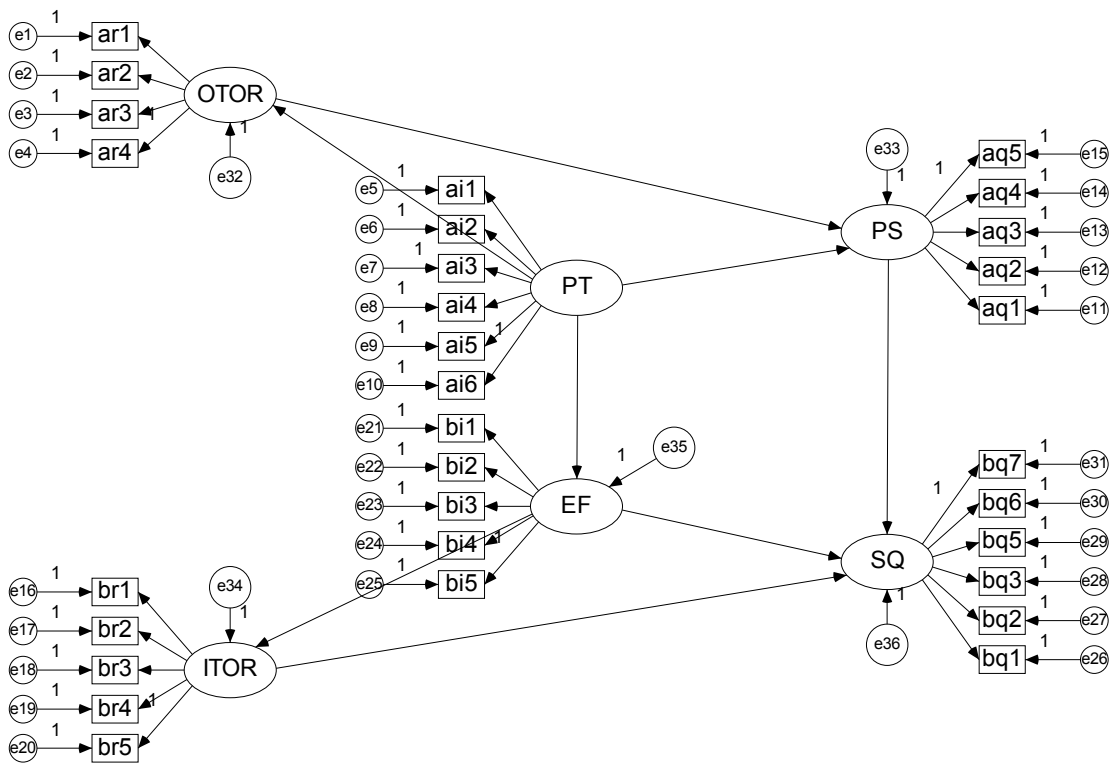 1
e1 ar1
1
e2 ar2
OTOR
1
e3 ar3 1
1
e4 ar4
1
e32
1
e5 ai1
1
e6 ai2
1
e7 ai3
PT
1
e8 ai4
1
e9 ai5 1
1
e10 ai6
e33
1
PS
1
aq5 1 e15
aq4 1 e14
aq3 1 e13
aq2 1 e12
aq1 1 e11
1
e21 bi1
1
e22 bi2
1
e23 bi3
EF
1
e35
1
e24 bi4 1
1
e25 bi5
1
bq7 1 e31
bq6 1 e30
bq5 1 e29
SQ
bq3 1 e28
bq2 1 e27
bq1 1 e26
1
e36
1
e16 br1
e34
1
1
e17 br2
1
e18 br3
ITOR
1
e19 br4 1
1
e20 br5